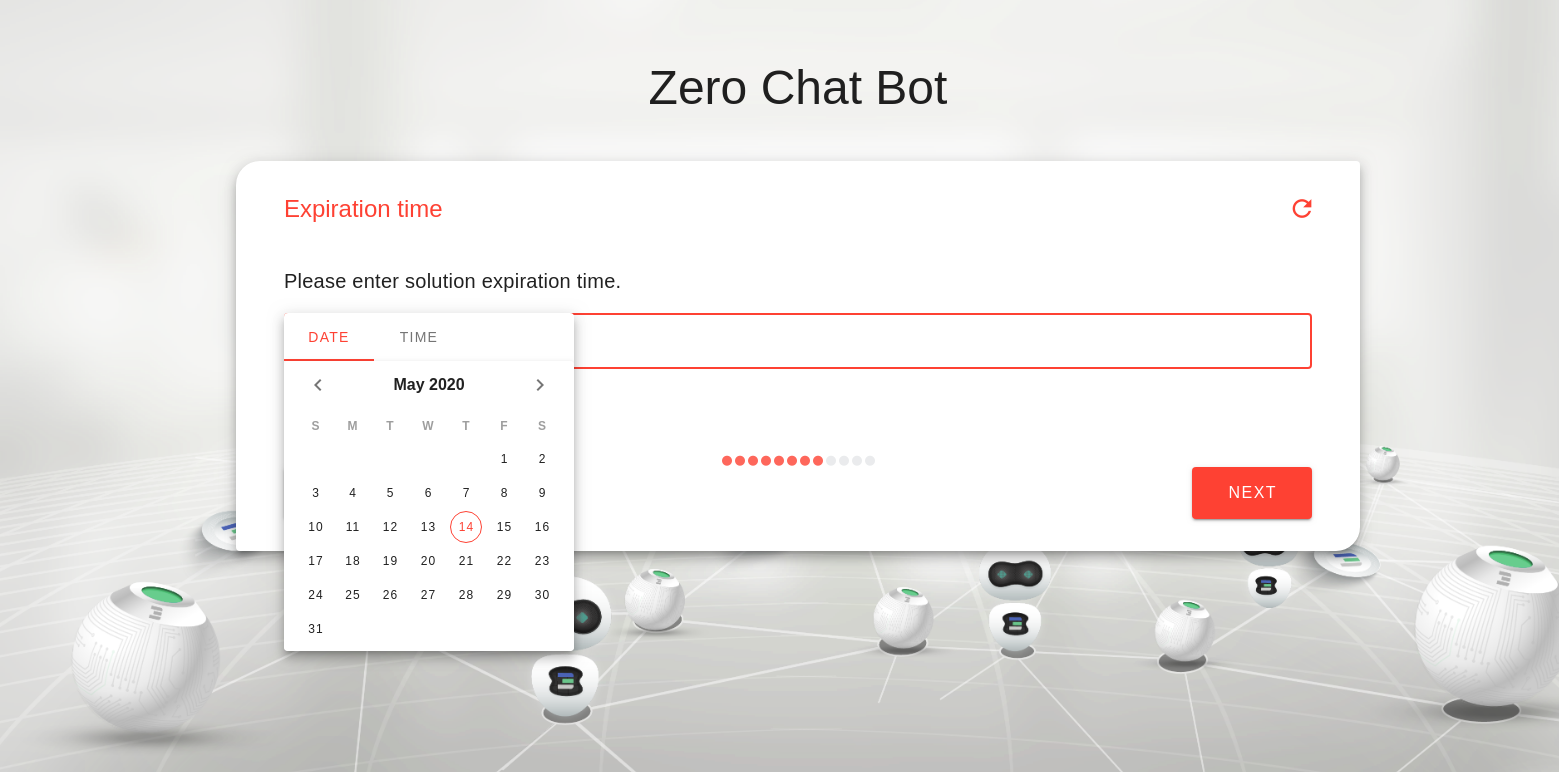 Zero Chat Bot
Expiration time
Please enter solution expiration time.
DATE TIME
May 2020
S M T W T F S
1 2
3 4 5 6 7 8 9
10 11 12 13 14 15 16
17 18 19 20 21 22 23
24 25 26 27 28 29 30
31
NEXT